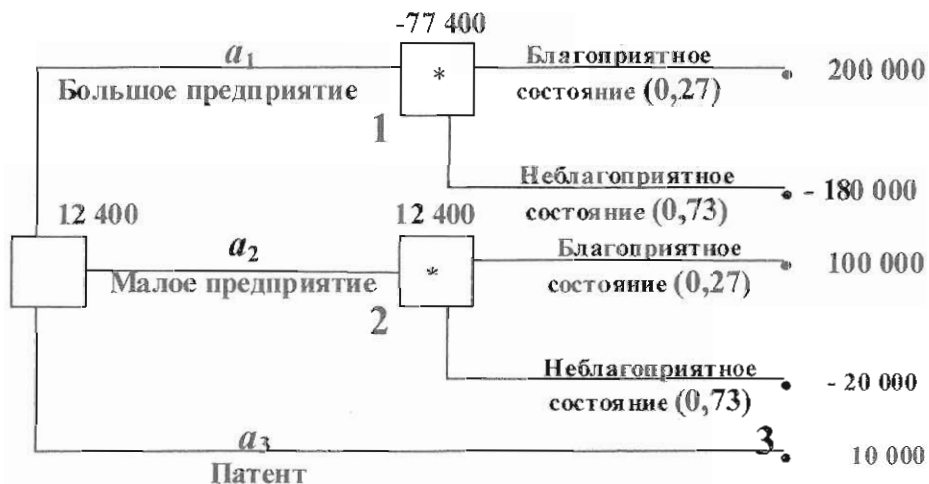 -77 400
a1
Благоприятное
200 000
*
Большое предприятие
состояние (0,27)
1
Неблагоприятное
- 180 000
состояние (0,73)
12 400
12 400
a2
Благоприятное
100 000
*
Малое предприятие
состояние (0,27)
2
Неблагоприятное
- 20 000
состояние (0,73)
a3
3
10 000
Патент